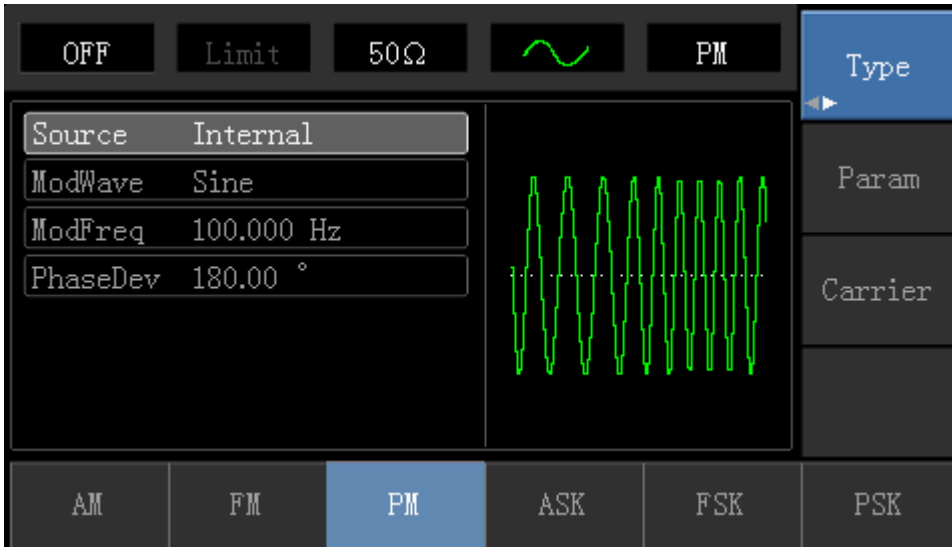 OFF Limit 50Ω PM
Type
Source Internal
ModWave Sine
ModFreq 100.000 Hz
PhaseDev 180.00 °
Param
Carrier
AM FM PM ASK FSK PSK